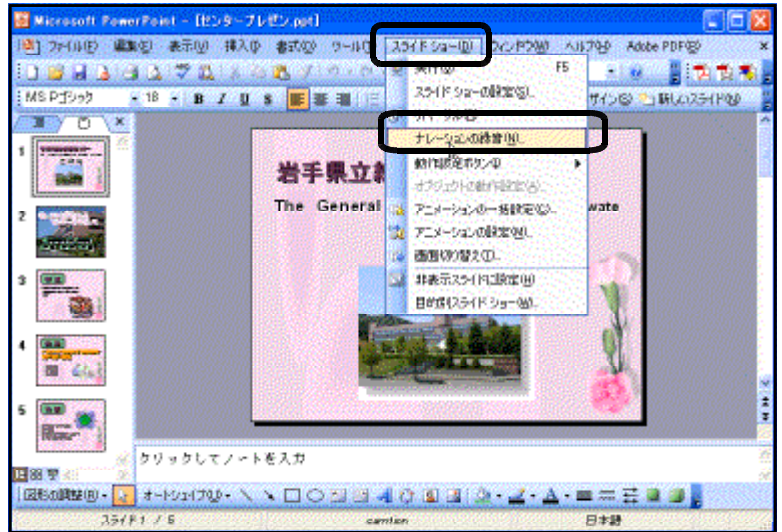 Microsoft PowerPoint - [センタープレゼン.ppt]
ファイル(F) 編集(E) 表示(V) 挿入(I) 書式(O) ツール(T) スライド ショー(D) ウィンドウ(W) ヘルプ(H) Adobe PDF(B)
MS Pゴシック 18 B I U S デザイン(S) 新しいスライド(N)
実行(V) F5
スライド ショーの設定(S)...
リハーサル(R)
ナレーションの録音(N)...
動作設定ボタン(I)
オブジェクトの動作設定(A)...
アニメーションの一括設定(C)...
アニメーションの設定(M)...
画面切り替え(T)...
非表示スライドに設定(H)
目的別スライド ショー(W)...
岩手県立
The General
wate
1
2
3
4
5
クリックしてノートを入力
図形の調整(R) オートシェイプ(U)
スライド 1 / 5 日本語